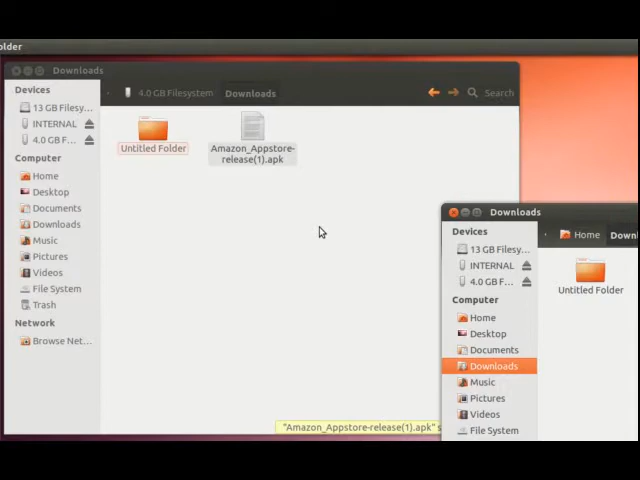 older
Downloads
4.0 GB Filesystem
Downloads
Search
Devices
13 GB Filesy...
INTERNAL
4.0 GB F...
Computer
Home
Desktop
Documents
Downloads
Music
Pictures
Videos
File System
Trash
Network
Browse Net...
Untitled Folder
Amazon_Appstore-
release(1).apk
"Amazon_Appstore-release(1).apk" s
Downloads
Home
Down
Devices
13 GB Filesy...
INTERNAL
4.0 GB F...
Computer
Home
Desktop
Documents
Downloads
Music
Pictures
Videos
File System
Untitled Folder